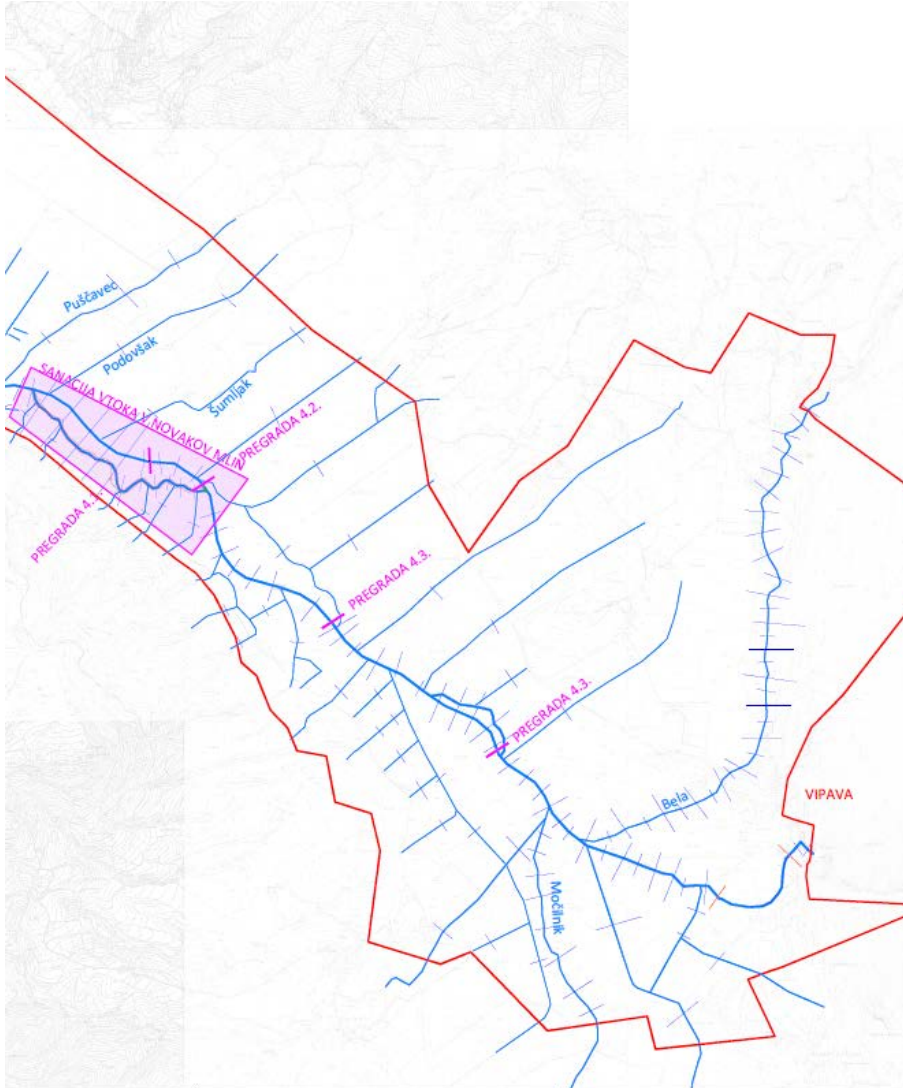 Puščavec
Podovšak
SANACIJA VTOKA V NOVAKOV MLIN
Šumljak
PREGRADA 4.2.
PREGRADA 4.1.
PREGRADA 4.3.
PREGRADA 4.3.
Bela
VIPAVA
Močilnik